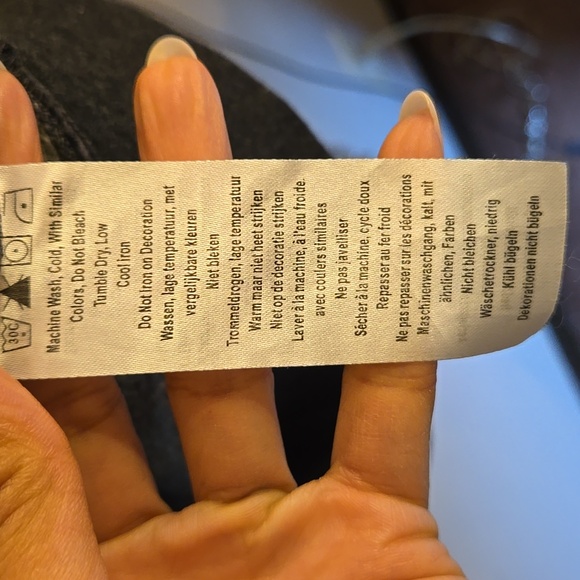 30C
Machine Wash, Cold, With Similar
Colors, Do Not Bleach
Tumble Dry, Low
Cool Iron
Do Not Iron on Decoration
Wassen, lage temperatuur, met
vergelijkbare kleuren
Niet bleken
Trommeldrogen, lage temperatuur
Warm maar niet heet strijken
Niet op de decoratie strijken
Laver à la machine, à l'eau froide.
avec coulers similaires
Ne pas javelliser
Sècher à la machine, cycle doux
Repasser au fer froid
Ne pas repasser sur les décorations
Maschinenwaschgang, kalt, mit
ähnlichen, Farben
Nicht bleichen
Wäschetrockner, niedrig
Kühl bügeln
Dekorationen nicht bügeln